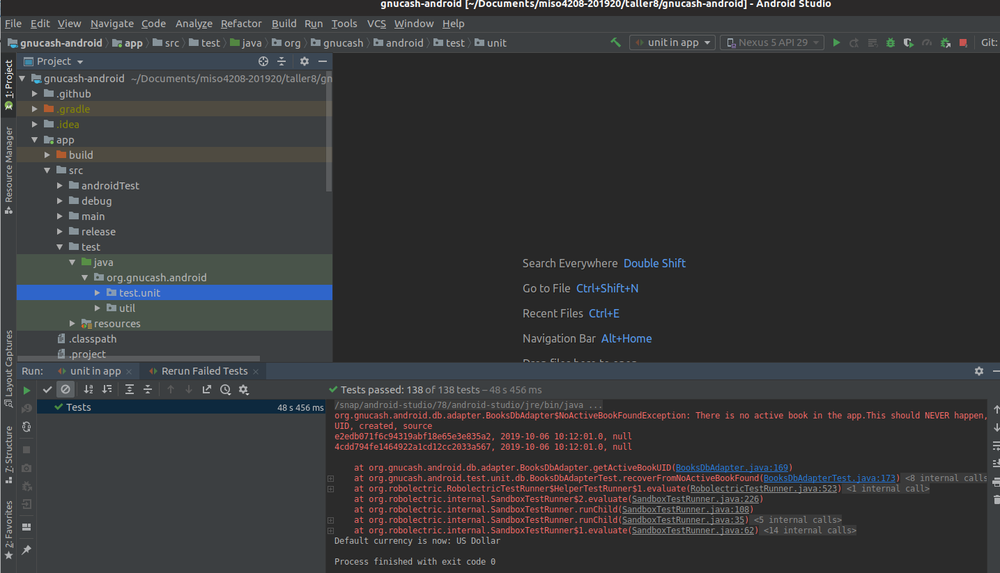 gnucash-android [~/Documents/miso4208-201920/taller8/gnucash-android] - Android Studio
File Edit View Navigate Code Analyze Refactor Build Run Tools VCS Window Help
gnucash-android app src test java org gnucash android test unit unit in app Nexus 5 API 29 Git:
1: Project
Resource Manager
Layout Captures
7: Structure
2: Favorites
Project
gnucash-android ~/Documents/miso4208-201920/taller8/gn
.github
.gradle
.idea
app
build
src
androidTest
debug
main
release
test
java
org.gnucash.android
test.unit
util
resources
.classpath
.project
Search Everywhere Double Shift
Go to File Ctrl+Shift+N
Recent Files Ctrl+E
Navigation Bar Alt+Home
Drop files here to open
Run: unit in app Rerun Failed Tests
Tests passed: 138 of 138 tests – 48 s 456 ms
Tests 48 s 456 ms
/snap/android-studio/78/android-studio/jre/bin/java ...
org.gnucash.android.db.adapter.BooksDbAdapter$NoActiveBookFoundException: There is no active book in the app.This should NEVER happen,
UID, created, source
e2edb071f6c94319abf18e65e3e835a2, 2019-10-06 10:12:01.0, null
4cdd794fe1464922a1cd12cc2033a567, 2019-10-06 10:12:01.0, null
at org.gnucash.android.db.adapter.BooksDbAdapter.getActiveBookUID(BooksDbAdapter.java:169)
at org.gnucash.android.test.unit.db.BooksDbAdapterTest.recoverFromNoActiveBookFound(BooksDbAdapterTest.java:173) <8 internal calls
at org.robolectric.RobolectricTestRunner$HelperTestRunner$1.evaluate(RobolectricTestRunner.java:523) <1 internal call>
at org.robolectric.internal.SandboxTestRunner$2.evaluate(SandboxTestRunner.java:226)
at org.robolectric.internal.SandboxTestRunner.runChild(SandboxTestRunner.java:108)
at org.robolectric.internal.SandboxTestRunner.runChild(SandboxTestRunner.java:35) <5 internal calls>
at org.robolectric.internal.SandboxTestRunner$1.evaluate(SandboxTestRunner.java:62) <14 internal calls>
Default currency is now: US Dollar
Process finished with exit code 0